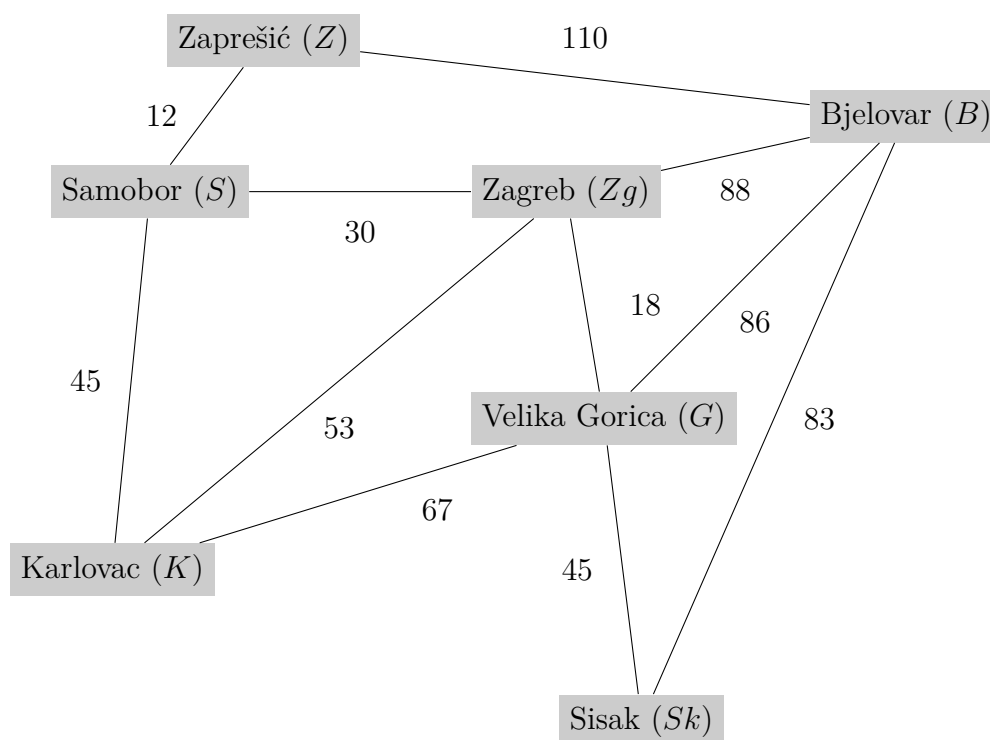 Zaprešić (Z)
110
Bjelovar (B)
12
Samobor (S)
Zagreb (Zg)
88
30
18
86
45
Velika Gorica (G)
53
83
67
Karlovac (K)
45
Sisak (Sk)